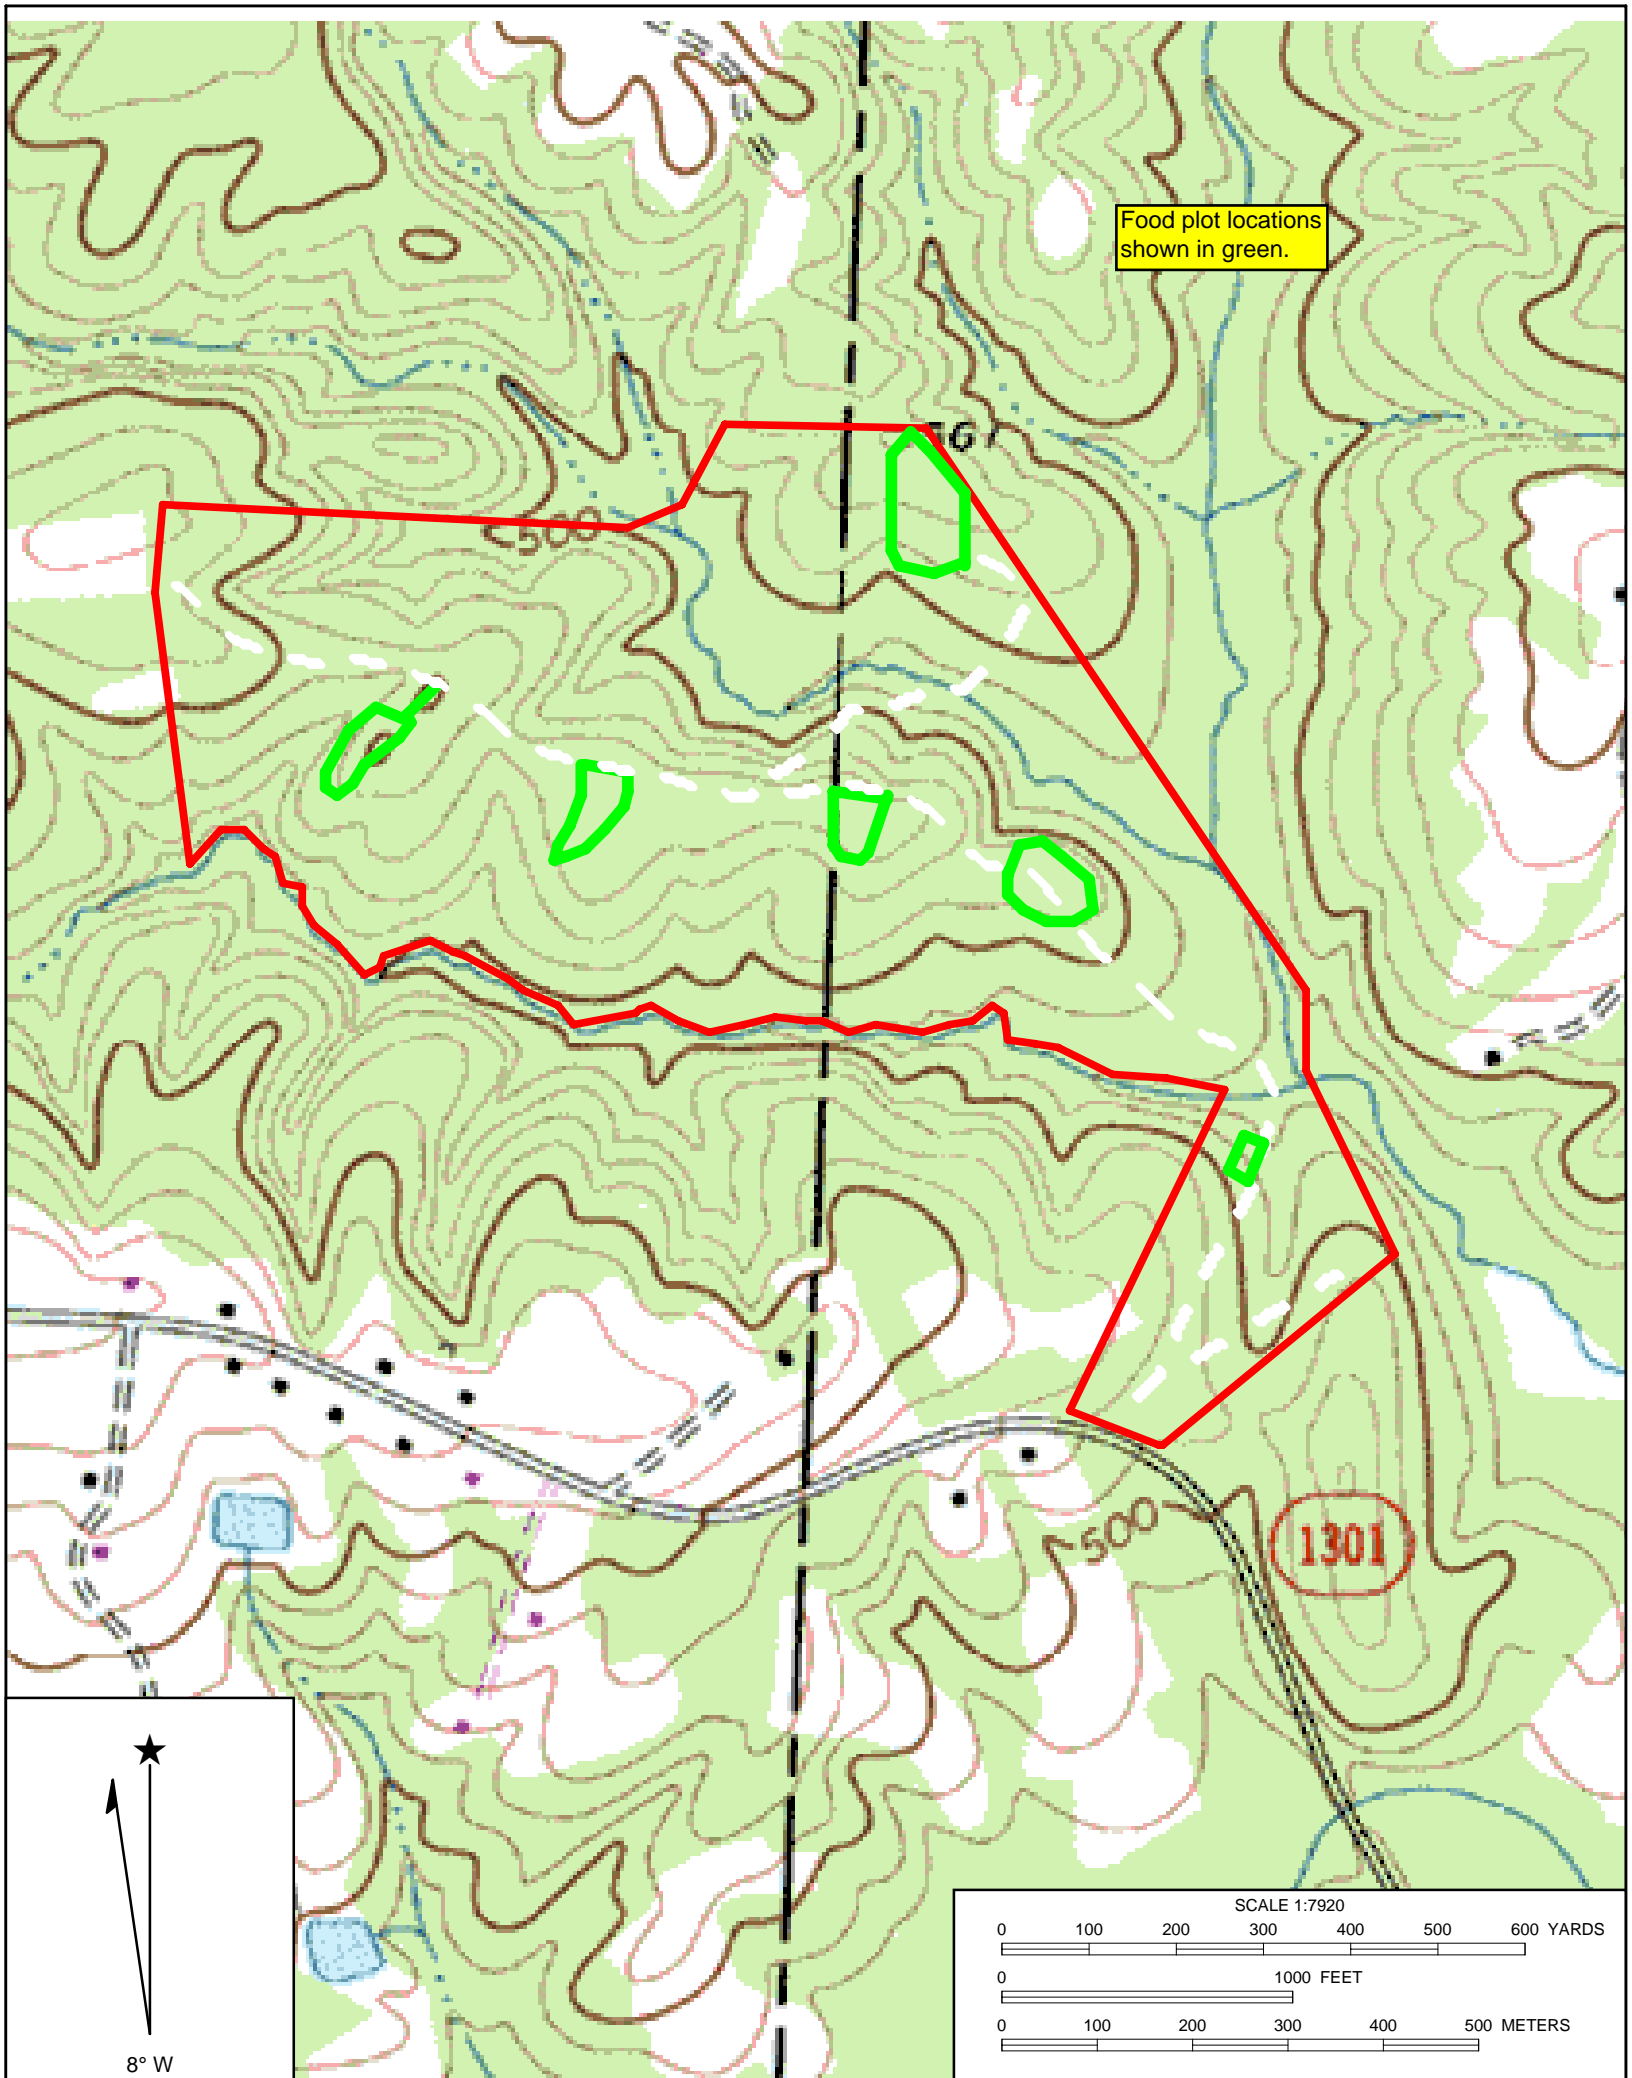 Food plot locations
shown in green.
500
500
1301
8° W
SCALE 1:7920
0 100 200 300 400 500 600 YARDS
0 1000 FEET
0 100 200 300 400 500 METERS